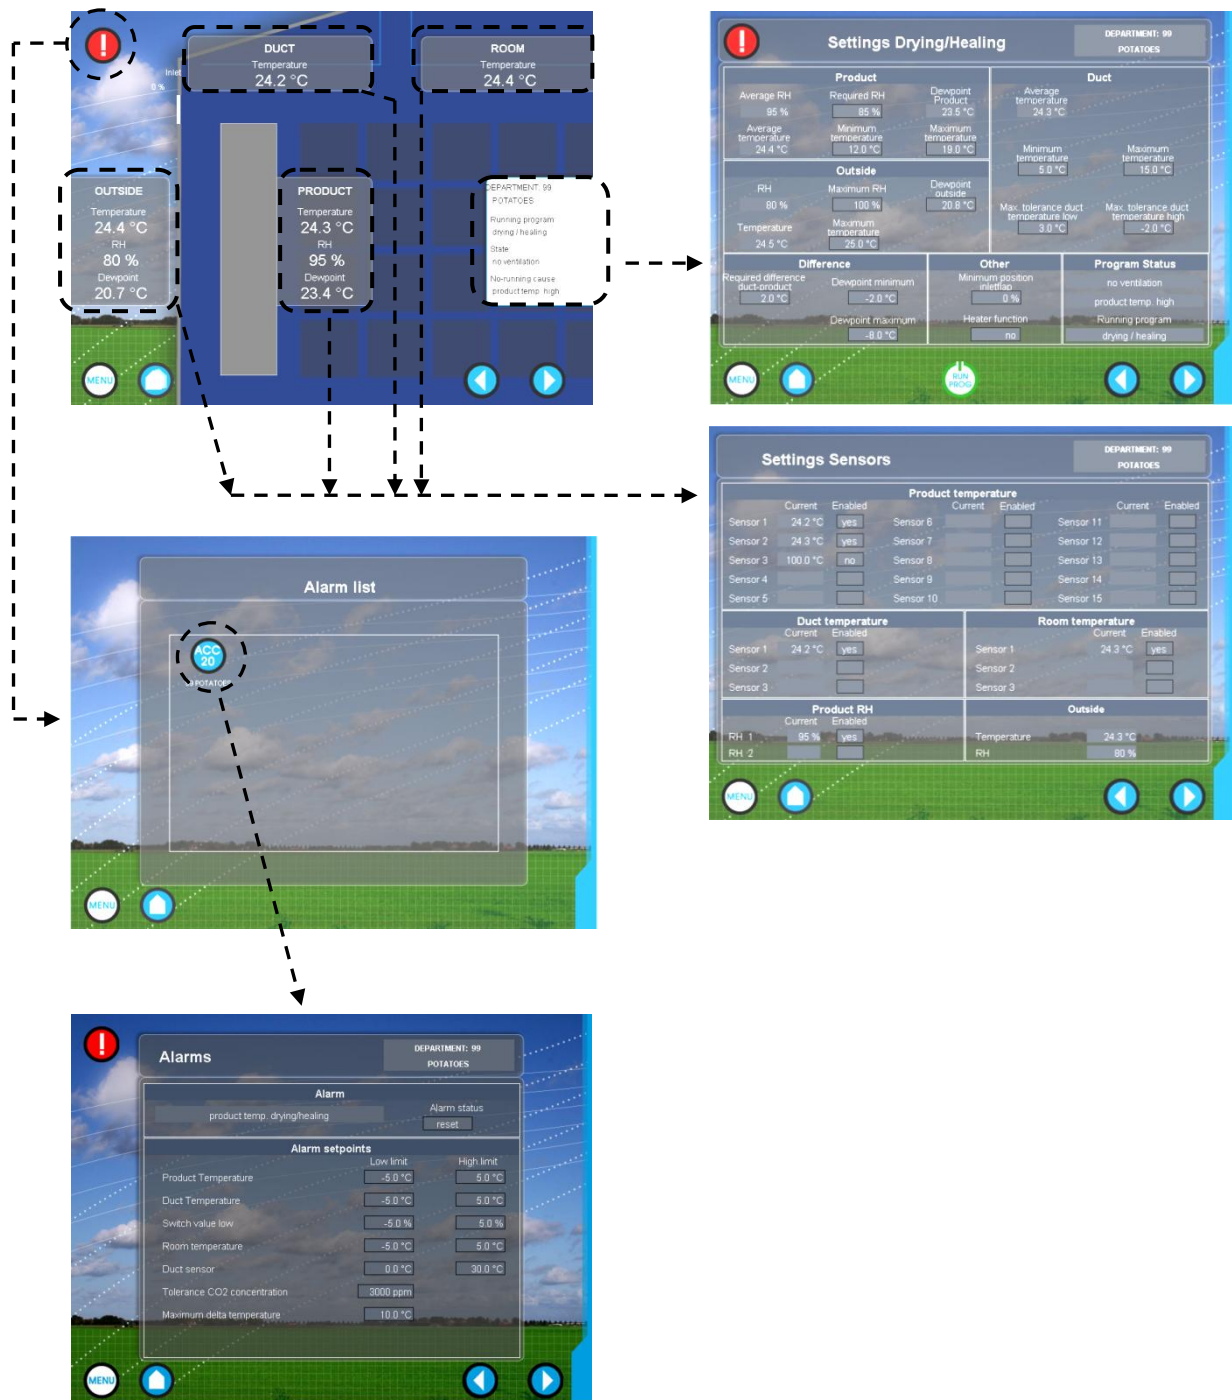 !
DUCT
Temperature
24.2 °C
ROOM
Temperature
24.4 °C
Inlet
0 %
OUTSIDE
Temperature
24.4 °C
RH
80 %
Dewpoint
20.7 °C
PRODUCT
Temperature
24.3 °C
RH
95 %
Dewpoint
23.4 °C
DEPARTMENT: 99
POTATOES
Running program
drying / healing
State
no ventilation
No-running cause
product temp. high
MENU
!
Settings Drying/Healing
DEPARTMENT: 99
POTATOES
Product
Average RH
95 %
Required RH
85 %
Dewpoint
Product
23.5 °C
Average
temperature
24.4 °C
Minimum
temperature
12.0 °C
Maximum
temperature
19.0 °C
Duct
Average
temperature
24.3 °C
Minimum
temperature
5.0 °C
Maximum
temperature
15.0 °C
Max. tolerance duct
temperature low
3.0 °C
Max. tolerance duct
temperature high
-2.0 °C
Outside
RH
80 %
Maximum RH
100 %
Dewpoint
outside
20.8 °C
Temperature
24.5 °C
Maximum
temperature
25.0 °C
Difference
Required difference
duct-product
2.0 °C
Dewpoint minimum
-2.0 °C
Dewpoint maximum
-8.0 °C
Other
Minimum position
inletflap
0 %
Heater function
no
Program Status
no ventilation
product temp. high
Running program
drying / healing
MENU
RUN
PROG
Settings Sensors
DEPARTMENT: 99
POTATOES
Product temperature
Current Enabled Current Enabled Current Enabled
Sensor 1 24.2 °C yes Sensor 6 Sensor 11
Sensor 2 24.3 °C yes Sensor 7 Sensor 12
Sensor 3 100.0 °C no Sensor 8 Sensor 13
Sensor 4 Sensor 9 Sensor 14
Sensor 5 Sensor 10 Sensor 15
Duct temperature
Current Enabled
Sensor 1 24.2 °C yes
Sensor 2
Sensor 3
Room temperature
Current Enabled
Sensor 1 24.3 °C yes
Sensor 2
Sensor 3
Product RH
Current Enabled
RH. 1 95 % yes
RH. 2
Outside
Temperature 24.3 °C
RH 80 %
MENU
Alarm list
ACC
20
99 POTATOES
MENU
!
Alarms
DEPARTMENT: 99
POTATOES
Alarm
product temp. drying/healing
Alarm status
reset
Alarm setpoints
Low limit High limit
Product Temperature -5.0 °C 5.0 °C
Duct Temperature -5.0 °C 5.0 °C
Switch value low -5.0 % 5.0 %
Room temperature -5.0 °C 5.0 °C
Duct sensor 0.0 °C 30.0 °C
Tolerance CO2 concentration 3000 ppm
Maximum delta temperature 10.0 °C
MENU